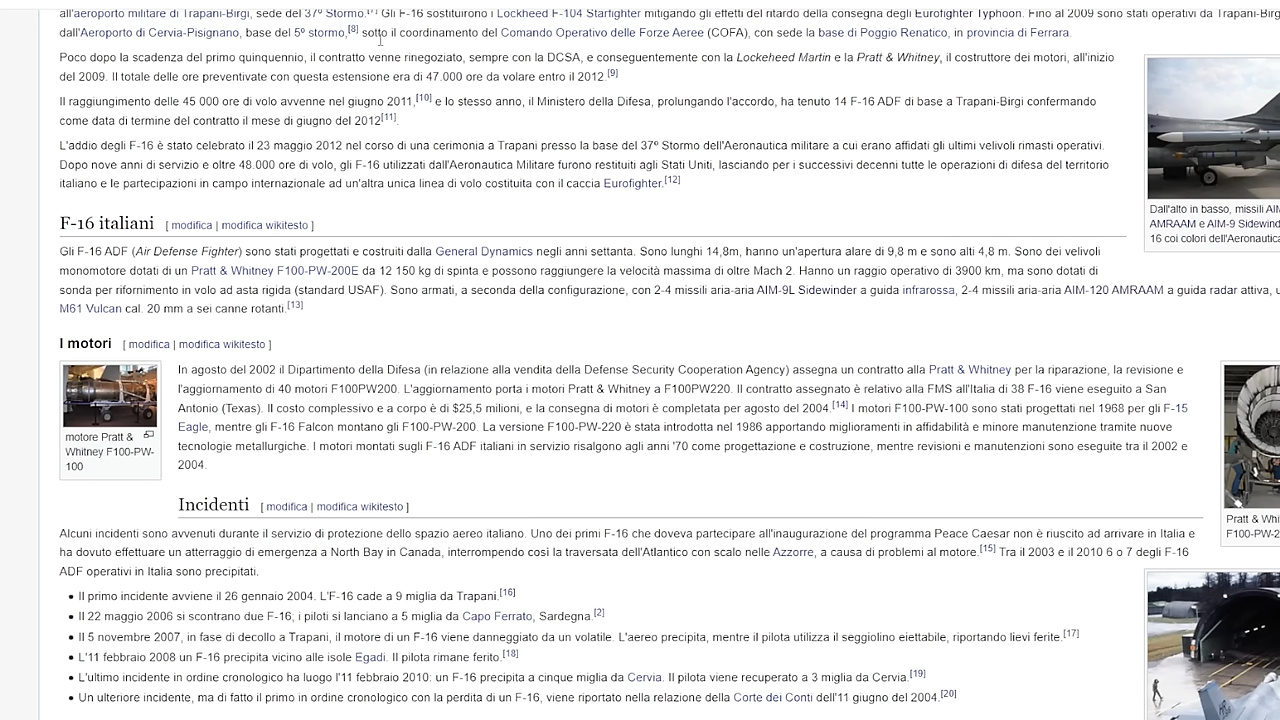 all'aeroporto militare di Trapani-Birgi, sede del 37º Stormo.[7] Gli F-16 sostituirono i Lockheed F-104 Starfighter mitigando gli effetti del ritardo della consegna degli Eurofighter Typhoon. Fino al 2009 sono stati operativi da Trapani-Birgi
dall'Aeroporto di Cervia-Pisignano, base del 5º stormo,[8] sotto il coordinamento del Comando Operativo delle Forze Aeree (COFA), con sede la base di Poggio Renatico, in provincia di Ferrara.
Poco dopo la scadenza del primo quinquennio, il contratto venne rinegoziato, sempre con la DCSA, e conseguentemente con la Lockeheed Martin e la Pratt & Whitney, il costruttore dei motori, all'inizio
del 2009. Il totale delle ore preventivate con questa estensione era di 47.000 ore da volare entro il 2012.[9]
Il raggiungimento delle 45 000 ore di volo avvenne nel giugno 2011,[10] e lo stesso anno, il Ministero della Difesa, prolungando l'accordo, ha tenuto 14 F-16 ADF di base a Trapani-Birgi confermando
come data di termine del contratto il mese di giugno del 2012[11].
L'addio degli F-16 è stato celebrato il 23 maggio 2012 nel corso di una cerimonia a Trapani presso la base del 37º Stormo dell'Aeronautica militare a cui erano affidati gli ultimi velivoli rimasti operativi.
Dopo nove anni di servizio e oltre 48.000 ore di volo, gli F-16 utilizzati dall'Aeronautica Militare furono restituiti agli Stati Uniti, lasciando per i successivi decenni tutte le operazioni di difesa del territorio
italiano e le partecipazioni in campo internazionale ad un'altra unica linea di volo costituita con il caccia Eurofighter.[12]
Dall'alto in basso, missili AIM
AMRAAM e AIM-9 Sidewind
16 coi colori dell'Aeronautica
F-16 italiani [ modifica | modifica wikitesto ]
Gli F-16 ADF (Air Defense Fighter) sono stati progettati e costruiti dalla General Dynamics negli anni settanta. Sono lunghi 14,8m, hanno un'apertura alare di 9,8 m e sono alti 4,8 m. Sono dei velivoli
monomotore dotati di un Pratt & Whitney F100-PW-200E da 12 150 kg di spinta e possono raggiungere la velocità massima di oltre Mach 2. Hanno un raggio operativo di 3900 km, ma sono dotati di
sonda per rifornimento in volo ad asta rigida (standard USAF). Sono armati, a seconda della configurazione, con 2-4 missili aria-aria AIM-9L Sidewinder a guida infrarossa, 2-4 missili aria-aria AIM-120 AMRAAM a guida radar attiva, u
M61 Vulcan cal. 20 mm a sei canne rotanti.[13]
I motori [ modifica | modifica wikitesto ]
motore Pratt &
Whitney F100-PW-
100
In agosto del 2002 il Dipartimento della Difesa (in relazione alla vendita della Defense Security Cooperation Agency) assegna un contratto alla Pratt & Whitney per la riparazione, la revisione e
l'aggiornamento di 40 motori F100PW200. L'aggiornamento porta i motori Pratt & Whitney a F100PW220. Il contratto assegnato è relativo alla FMS all'Italia di 38 F-16 viene eseguito a San
Antonio (Texas). Il costo complessivo e a corpo è di $25,5 milioni, e la consegna di motori è completata per agosto del 2004.[14] I motori F100-PW-100 sono stati progettati nel 1968 per gli F-15
Eagle, mentre gli F-16 Falcon montano gli F100-PW-200. La versione F100-PW-220 è stata introdotta nel 1986 apportando miglioramenti in affidabilità e minore manutenzione tramite nuove
tecnologie metallurgiche. I motori montati sugli F-16 ADF italiani in servizio risalgono agli anni '70 come progettazione e costruzione, mentre revisioni e manutenzioni sono eseguite tra il 2002 e
2004.
Pratt & Whi
F100-PW-2
Incidenti [ modifica | modifica wikitesto ]
Alcuni incidenti sono avvenuti durante il servizio di protezione dello spazio aereo italiano. Uno dei primi F-16 che doveva partecipare all'inaugurazione del programma Peace Caesar non è riuscito ad arrivare in Italia e
ha dovuto effettuare un atterraggio di emergenza a North Bay in Canada, interrompendo così la traversata dell'Atlantico con scalo nelle Azzorre, a causa di problemi al motore.[15] Tra il 2003 e il 2010 6 o 7 degli F-16
ADF operativi in Italia sono precipitati.
• Il primo incidente avviene il 26 gennaio 2004. L'F-16 cade a 9 miglia da Trapani.[16]
• Il 22 maggio 2006 si scontrano due F-16; i piloti si lanciano a 5 miglia da Capo Ferrato, Sardegna.[2]
• Il 5 novembre 2007, in fase di decollo a Trapani, il motore di un F-16 viene danneggiato da un volatile. L'aereo precipita, mentre il pilota utilizza il seggiolino eiettabile, riportando lievi ferite.[17]
• L'11 febbraio 2008 un F-16 precipita vicino alle isole Egadi. Il pilota rimane ferito.[18]
• L'ultimo incidente in ordine cronologico ha luogo l'11 febbraio 2010: un F-16 precipita a cinque miglia da Cervia. Il pilota viene recuperato a 3 miglia da Cervia.[19]
• Un ulteriore incidente, ma di fatto il primo in ordine cronologico con la perdita di un F-16, viene riportato nella relazione della Corte dei Conti dell'11 giugno del 2004.[20]